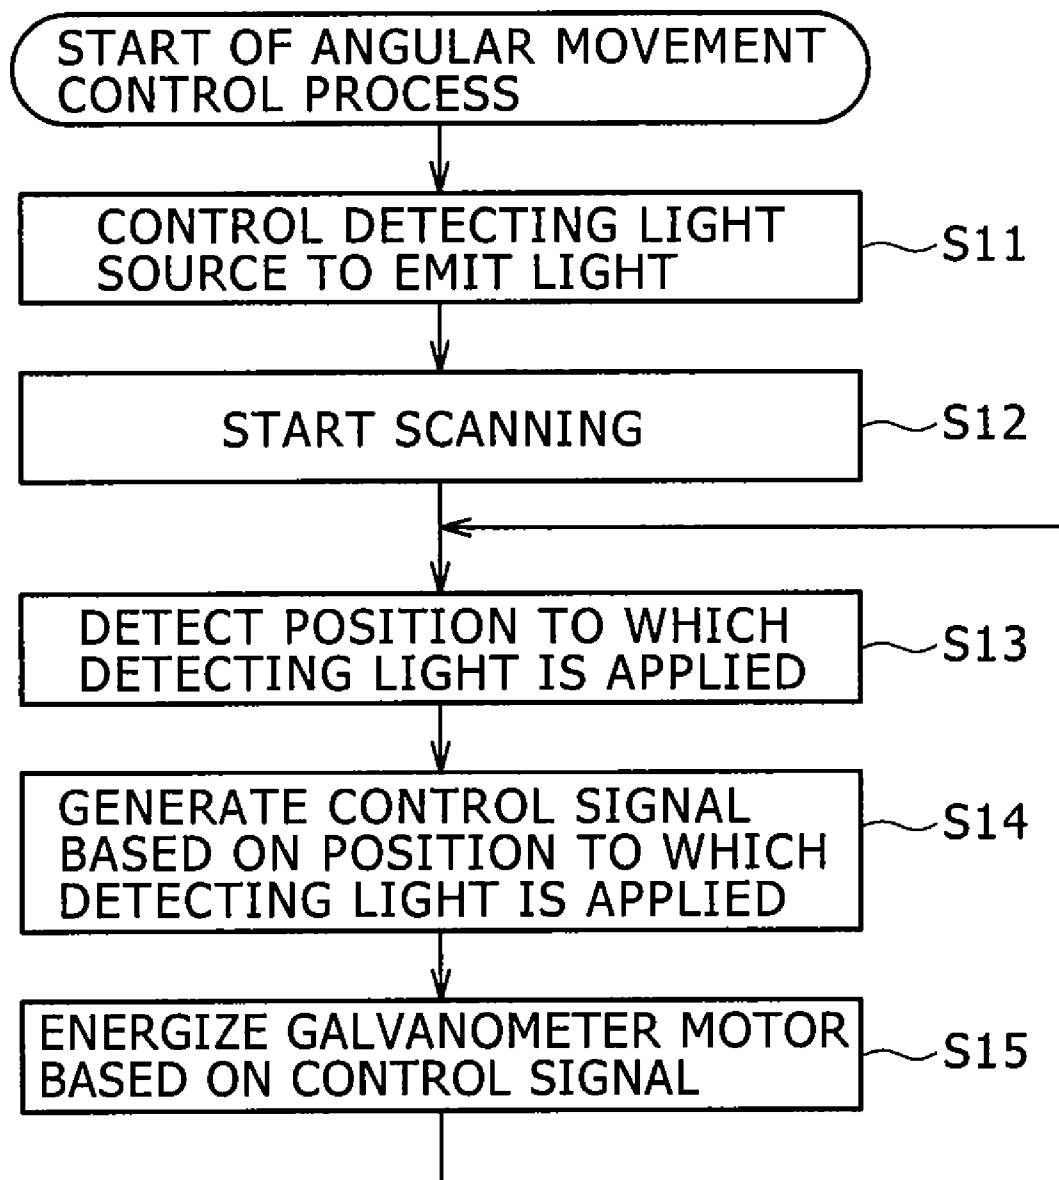 START OF ANGULAR MOVEMENT
CONTROL PROCESS
CONTROL DETECTING LIGHT
SOURCE TO EMIT LIGHT
S11
START SCANNING
S12
DETECT POSITION TO WHICH
DETECTING LIGHT IS APPLIED
S13
GENERATE CONTROL SIGNAL
BASED ON POSITION TO WHICH
DETECTING LIGHT IS APPLIED
S14
ENERGIZE GALVANOMETER MOTOR
BASED ON CONTROL SIGNAL
S15